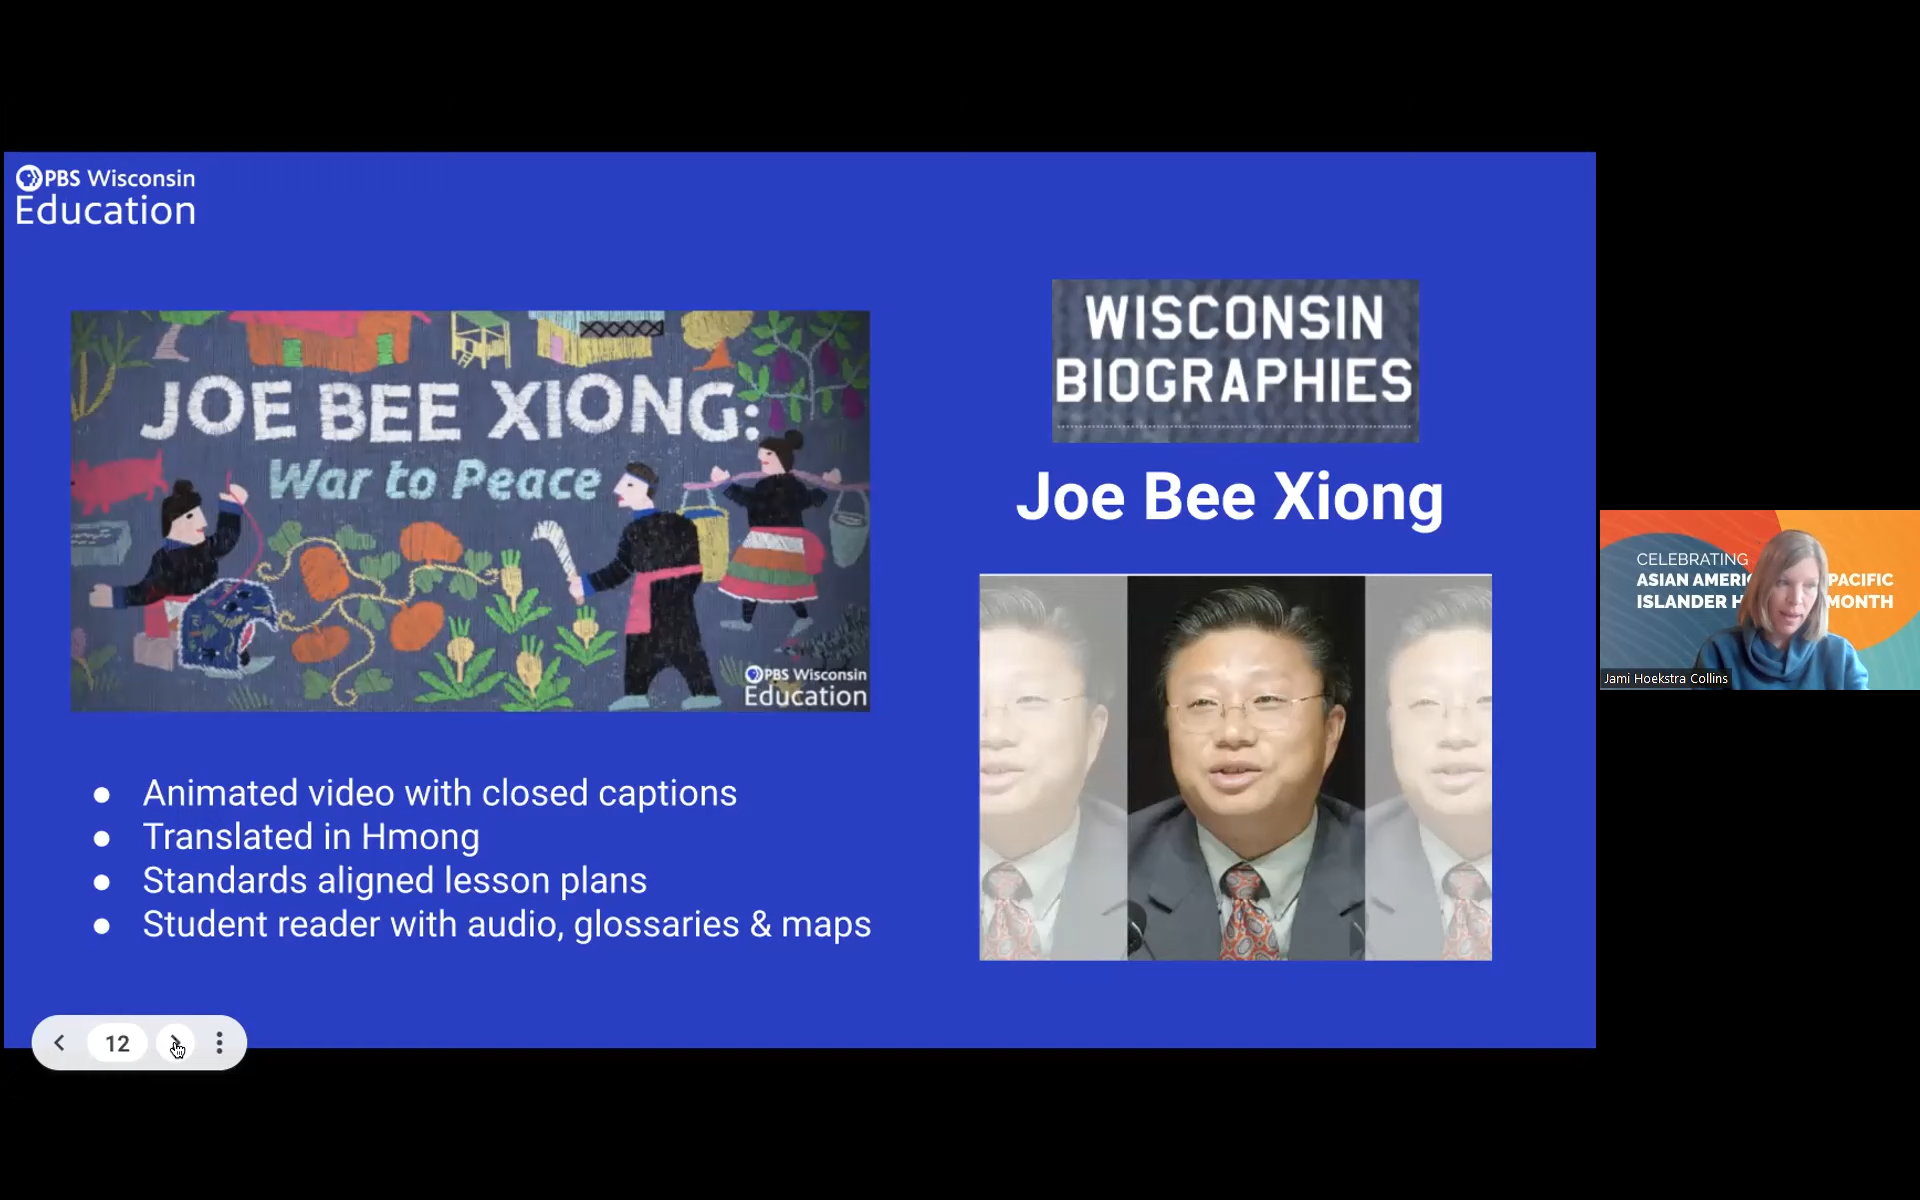 PBS Wisconsin
Education
JOE BEE XIONG:
War to Peace
PBS Wisconsin
Education
Animated video with closed captions
Translated in Hmong
Standards aligned lesson plans
Student reader with audio, glossaries & maps
WISCONSIN
BIOGRAPHIES
Joe Bee Xiong
12
CELEBRATING
ASIAN PACIFIC
ISLANDER MONTH
Jami Hoekstra Collins